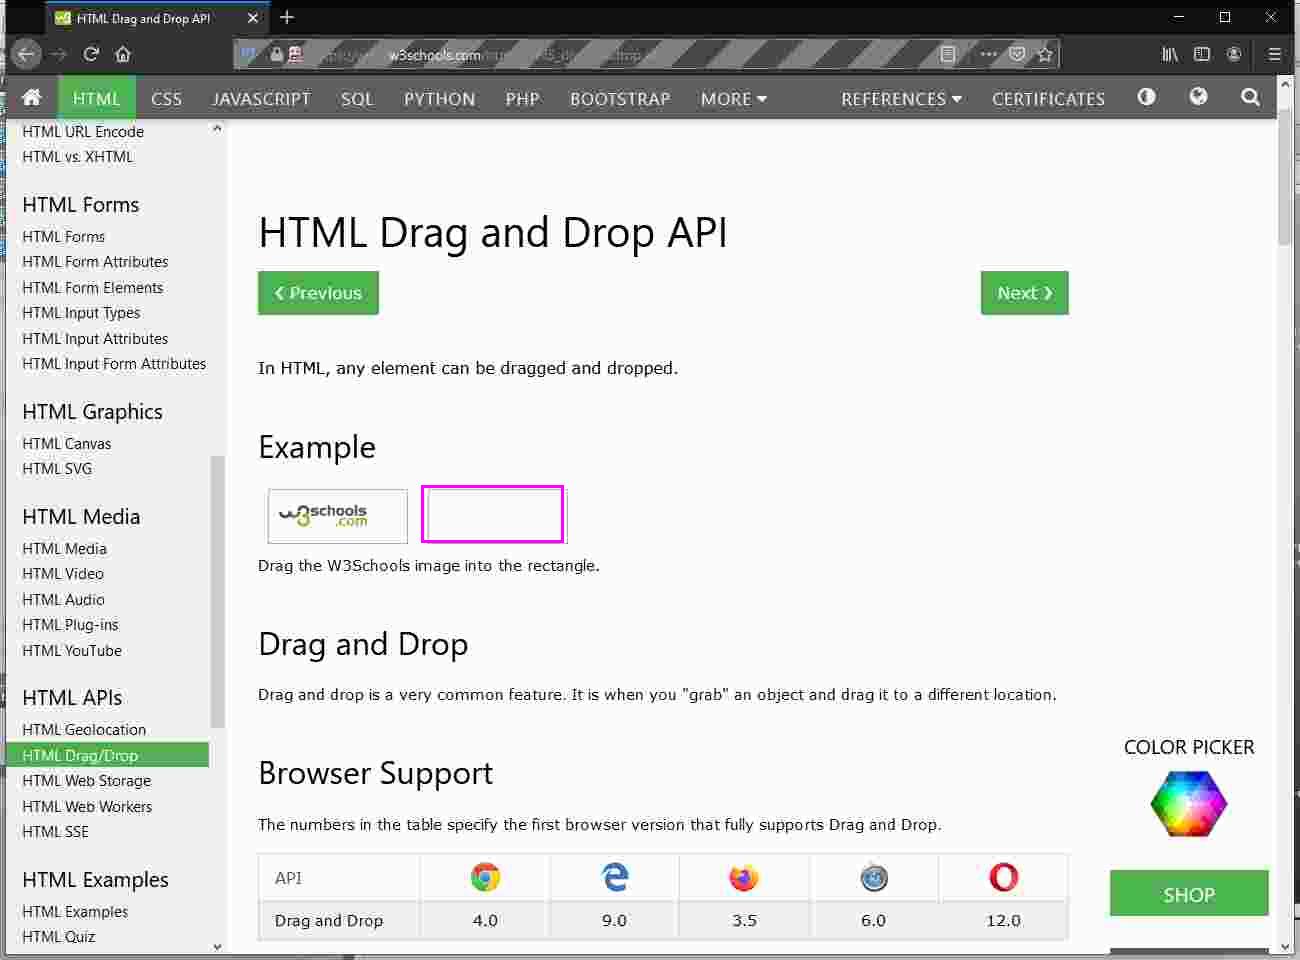 HTML Drag and Drop API
w3schools.com
HTML CSS JAVASCRIPT SQL PYTHON PHP BOOTSTRAP MORE REFERENCES CERTIFICATES
HTML URL Encode
HTML vs. XHTML
HTML Forms
HTML Forms
HTML Form Attributes
HTML Form Elements
HTML Input Types
HTML Input Attributes
HTML Input Form Attributes
HTML Graphics
HTML Canvas
HTML SVG
HTML Media
HTML Media
HTML Video
HTML Audio
HTML Plug-ins
HTML YouTube
HTML APIs
HTML Geolocation
HTML Drag/Drop
HTML Web Storage
HTML Web Workers
HTML SSE
HTML Examples
HTML Examples
HTML Quiz
HTML Drag and Drop API
❮ Previous
Next ❯
In HTML, any element can be dragged and dropped.
Example
w3schools
.com
Drag the W3Schools image into the rectangle.
Drag and Drop
Drag and drop is a very common feature. It is when you "grab" an object and drag it to a different location.
Browser Support
The numbers in the table specify the first browser version that fully supports Drag and Drop.
API
Drag and Drop 4.0 9.0 3.5 6.0 12.0
COLOR PICKER
SHOP